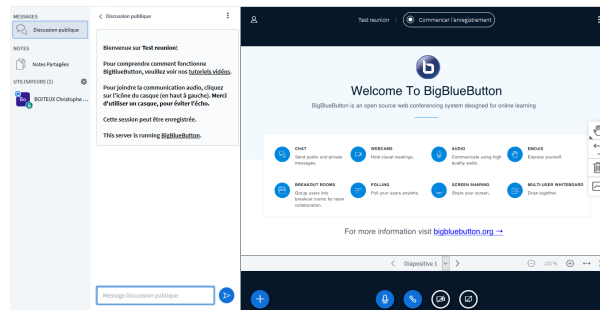 MESSAGES
Discussion publique
NOTES
Notes Partagées
UTILISATEURS (1)
Bo
BOITEUX Christophe ...
Discussion publique
Bienvenue sur Test reunion!
Pour comprendre comment fonctionne
BigBlueButton, veuillez voir nos tutoriels vidéos.
Pour joindre la communication audio, cliquez
sur l'icône du casque (en haut à gauche). Merci
d'utiliser un casque, pour éviter l'écho.
Cette session peut être enregistrée.
This server is running BigBlueButton.
Message Discussion publique
Test reunion
Commencer l'enregistrement
b
Welcome To BigBlueButton
BigBlueButton is an open source web conferencing system designed for online learning
CHAT
Send public and private
messages.
WEBCAMS
Hold visual meetings.
AUDIO
Communicate using high
quality audio.
EMOJIS
Express yourself.
BREAKOUT ROOMS
Group users into
breakout rooms for team
collaboration.
POLLING
Poll your users anytime.
SCREEN SHARING
Share your screen.
MULTI-USER WHITEBOARD
Draw together.
For more information visit bigbluebutton.org →
Diapositive 1
100%